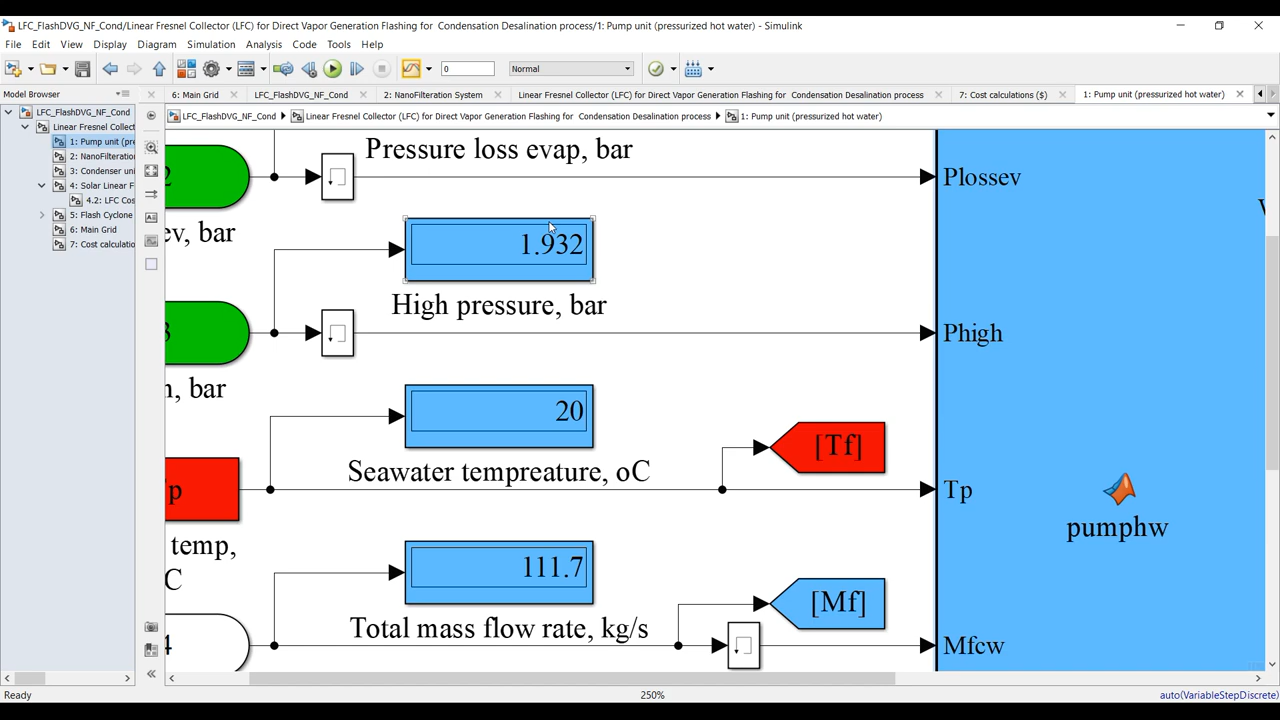 LFC_FlashDVG_NF_Cond/Linear Fresnel Collector (LFC) for Direct Vapor Generation Flashing for Condensation Desalination process/1: Pump unit (pressurized hot water) - Simulink
File Edit View Display Diagram Simulation Analysis Code Tools Help
0 Normal
Model Browser
6: Main Grid LFC_FlashDVG_NF_Cond 2: NanoFilteration System Linear Fresnel Collector (LFC) for Direct Vapor Generation Flashing for Condensation Desalination process 7: Cost calculations ($) 1: Pump unit (pressurized hot water)
LFC_FlashDVG_NF_Cond Linear Fresnel Collector (LFC) for Direct Vapor Generation Flashing for Condensation Desalination process 1: Pump unit (pressurized hot water)
LFC_FlashDVG_NF_Cond
Linear Fresnel Collect
1: Pump unit (pre
2: NanoFilteration
3: Condenser uni
4: Solar Linear F
4.2: LFC Cos
5: Flash Cyclone
6: Main Grid
7: Cost calculatio
Pressure loss evap, bar
2
Plossev
ev, bar
1.932
High pressure, bar
3
Phigh
n, bar
20
Seawater tempreature, oC
[Tf]
p
Tp
pumphw
temp,
C
111.7
Total mass flow rate, kg/s
[Mf]
4
Mfcw
Ready
250%
auto(VariableStepDiscrete)